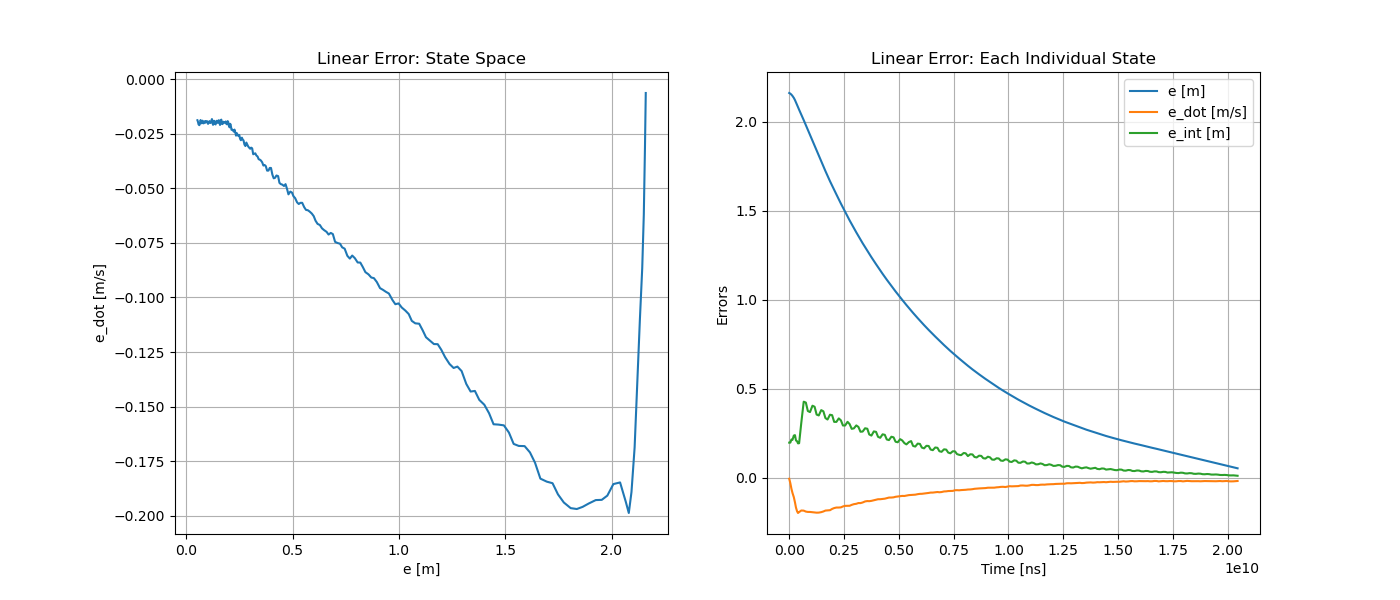 Linear Error: State Space
0.000
−0.025
−0.050
−0.075
−0.100
−0.125
−0.150
−0.175
−0.200
e_dot [m/s]
0.0 0.5 1.0 1.5 2.0
e [m]
Linear Error: Each Individual State
e [m]
e_dot [m/s]
e_int [m]
2.0
1.5
1.0
0.5
0.0
Errors
0.00 0.25 0.50 0.75 1.00 1.25 1.50 1.75 2.00
1e10
Time [ns]